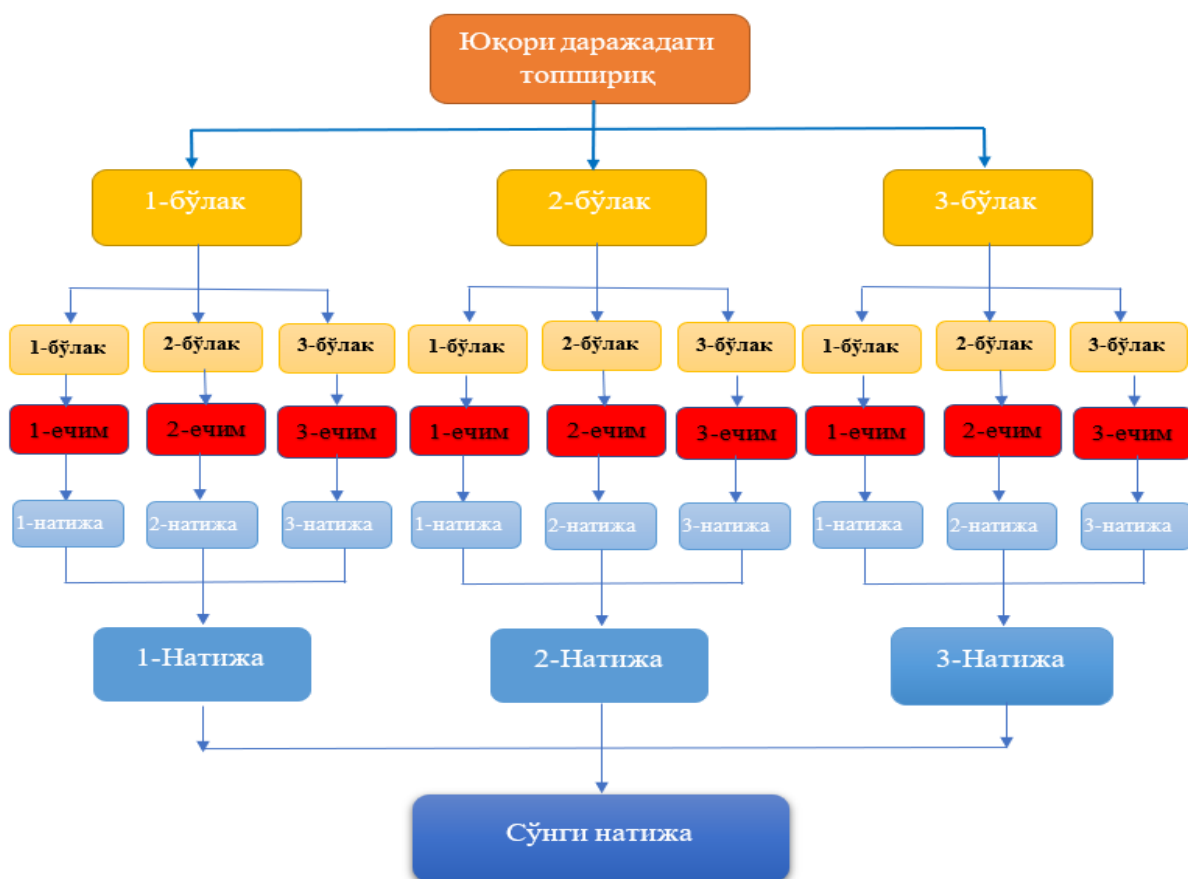 Юқори даражадаги
топшириқ
1-бўлак
2-бўлак
3-бўлак
1-бўлак
2-бўлак
3-бўлак
1-бўлак
2-бўлак
3-бўлак
1-бўлак
2-бўлак
3-бўлак
1-ечим
2-ечим
3-ечим
1-ечим
2-ечим
3-ечим
1-ечим
2-ечим
3-ечим
1-натижа
2-натижа
3-натижа
1-натижа
2-натижа
3-натижа
1-натижа
2-натижа
3-натижа
1-Натижа
2-Натижа
3-Натижа
Сўнги натижа